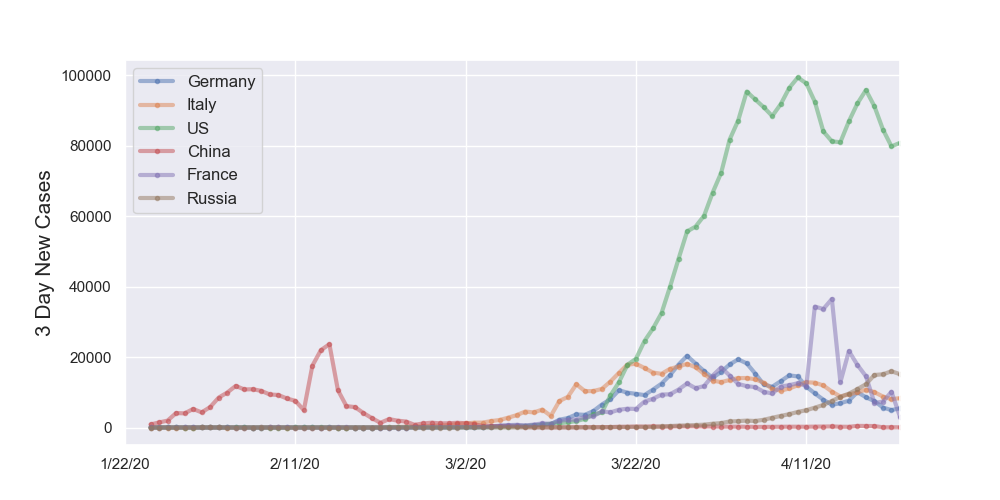 100000
80000
60000
40000
20000
0
3 Day New Cases
Germany
Italy
US
China
France
Russia
1/22/20 2/11/20 3/2/20 3/22/20 4/11/20